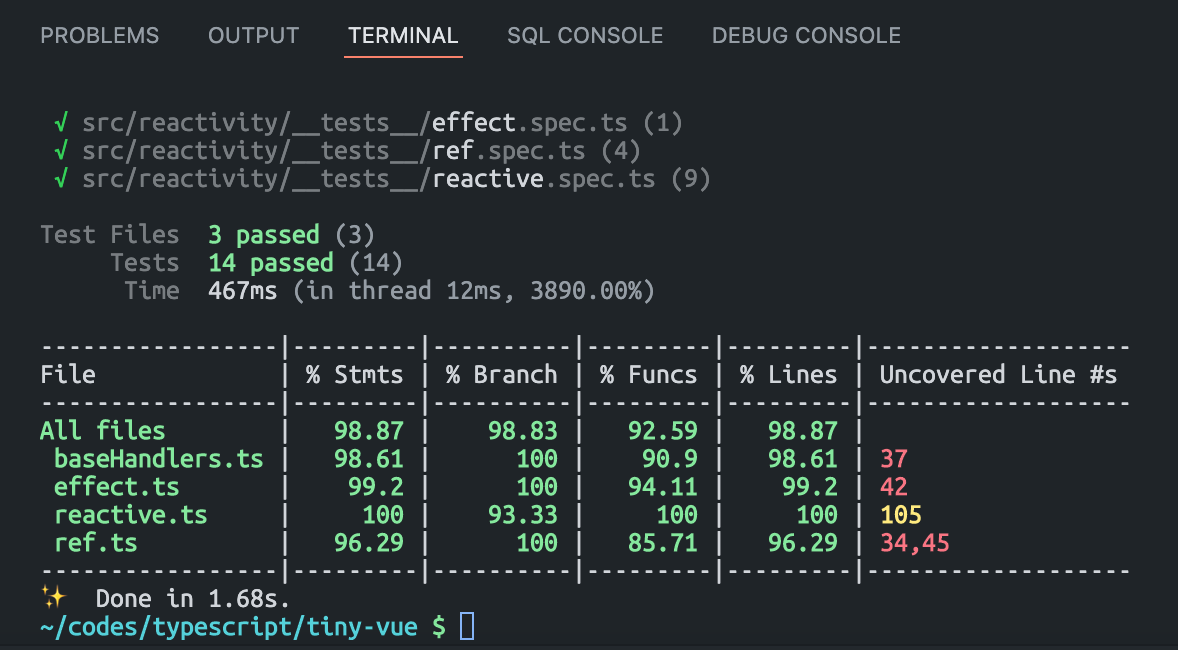 PROBLEMS OUTPUT TERMINAL SQL CONSOLE DEBUG CONSOLE
√ src/reactivity/__tests__/effect.spec.ts (1)
√ src/reactivity/__tests__/ref.spec.ts (4)
√ src/reactivity/__tests__/reactive.spec.ts (9)
Test Files 3 passed (3)
Tests 14 passed (14)
Time 467ms (in thread 12ms, 3890.00%)
-----------------|---------|----------|---------|---------|-------------------
File | % Stmts | % Branch | % Funcs | % Lines | Uncovered Line #s
-----------------|---------|----------|---------|---------|-------------------
All files | 98.87 | 98.83 | 92.59 | 98.87 |
baseHandlers.ts | 98.61 | 100 | 90.9 | 98.61 | 37
effect.ts | 99.2 | 100 | 94.11 | 99.2 | 42
reactive.ts | 100 | 93.33 | 100 | 100 | 105
ref.ts | 96.29 | 100 | 85.71 | 96.29 | 34,45
-----------------|---------|----------|---------|---------|-------------------
✨ Done in 1.68s.
~/codes/typescript/tiny-vue $